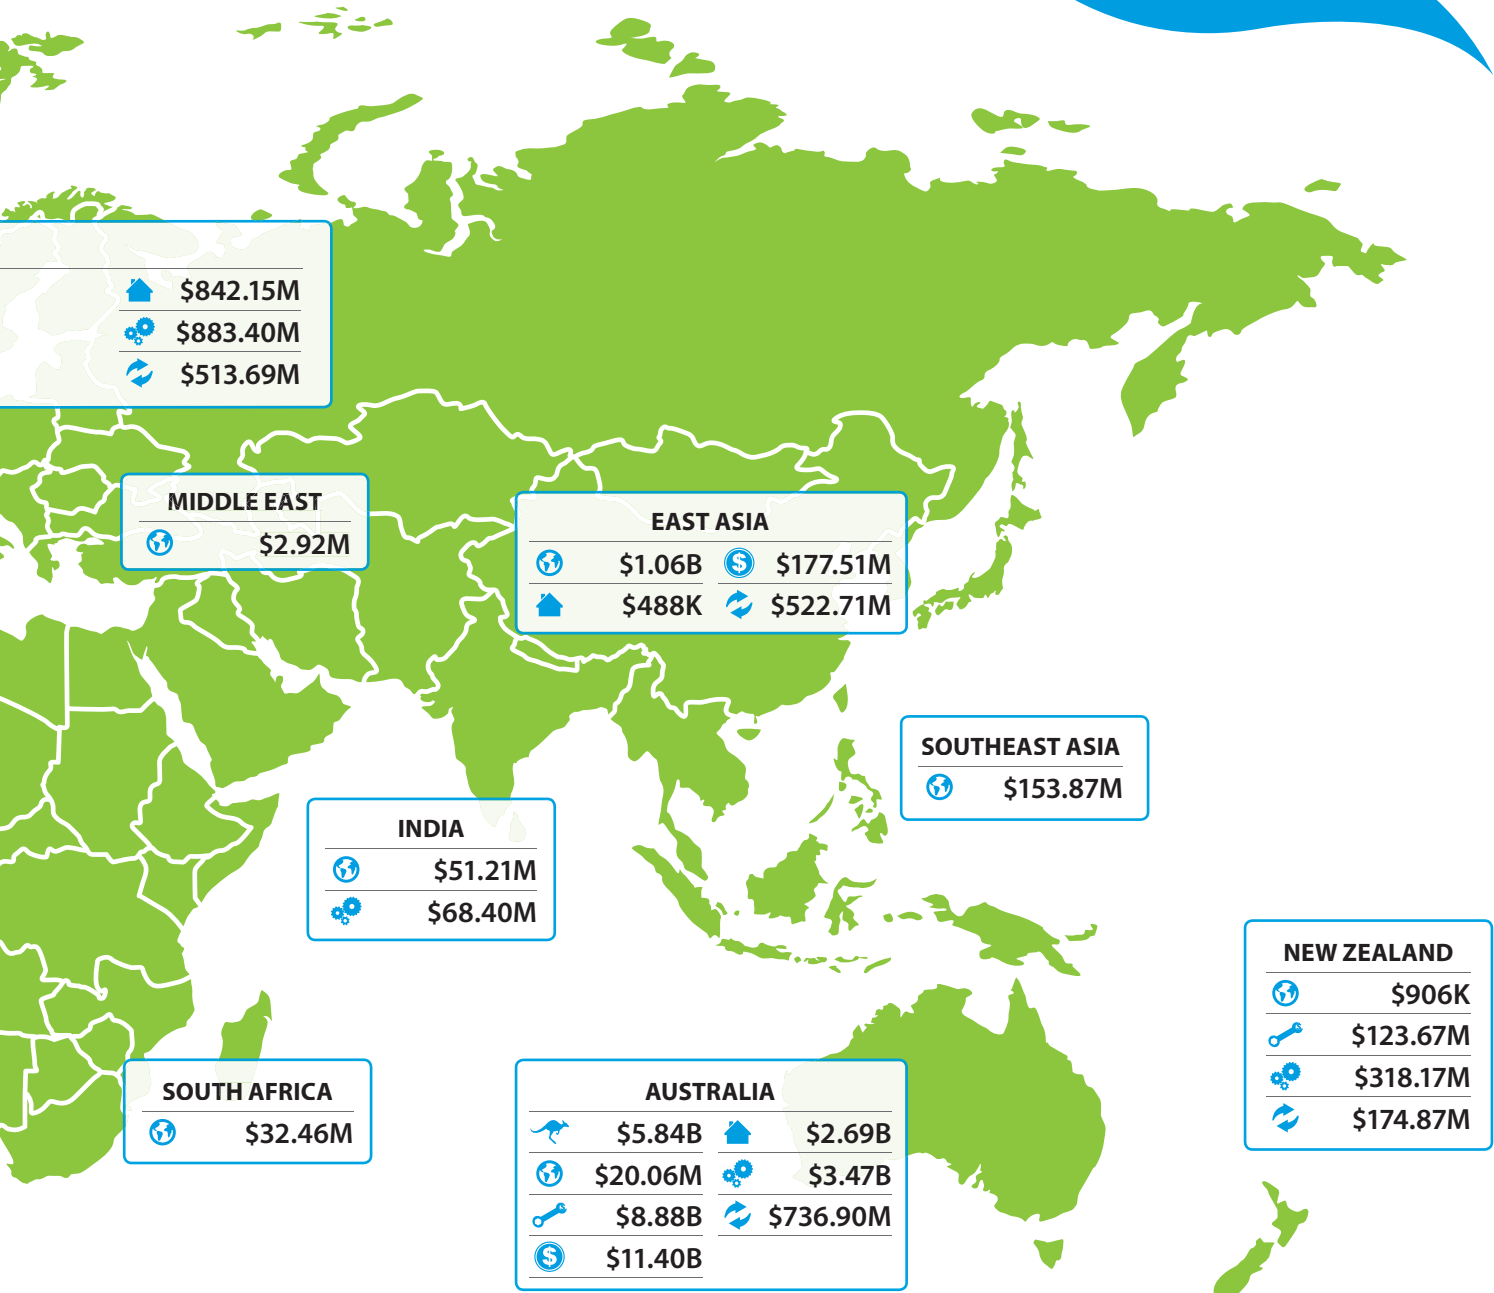 $842.15M
$883.40M
$513.69M
MIDDLE EAST
$2.92M
EAST ASIA
$1.06B $177.51M
$488K $522.71M
SOUTHEAST ASIA
$153.87M
INDIA
$51.21M
$68.40M
NEW ZEALAND
$906K
$123.67M
$318.17M
$174.87M
SOUTH AFRICA
$32.46M
AUSTRALIA
$5.84B $2.69B
$20.06M $3.47B
$8.88B $736.90M
$11.40B